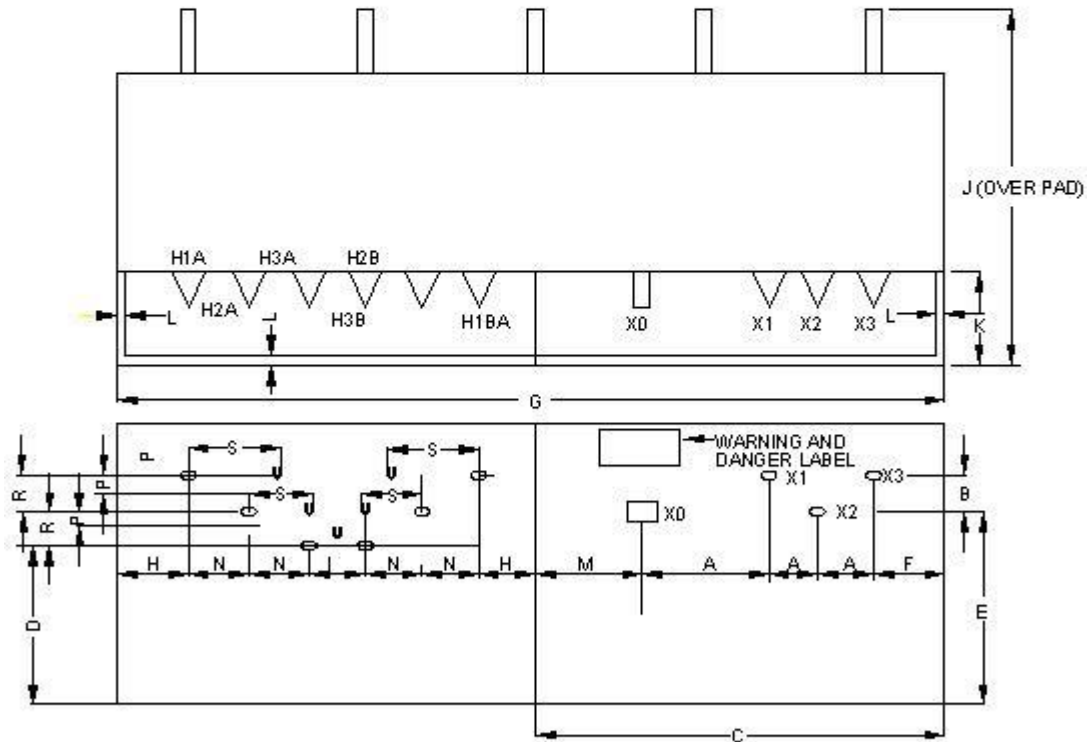 J (OVER PAD)
H1A H3A H2B
H2A H3B H1BA X0 X1 X2 X3
L L L K
G
WARNING AND
DANGER LABEL
P S S
R P U U X1 X3 B
S S
R P U U X0 X2
U
H N N I N N H M A A A F
D E
C